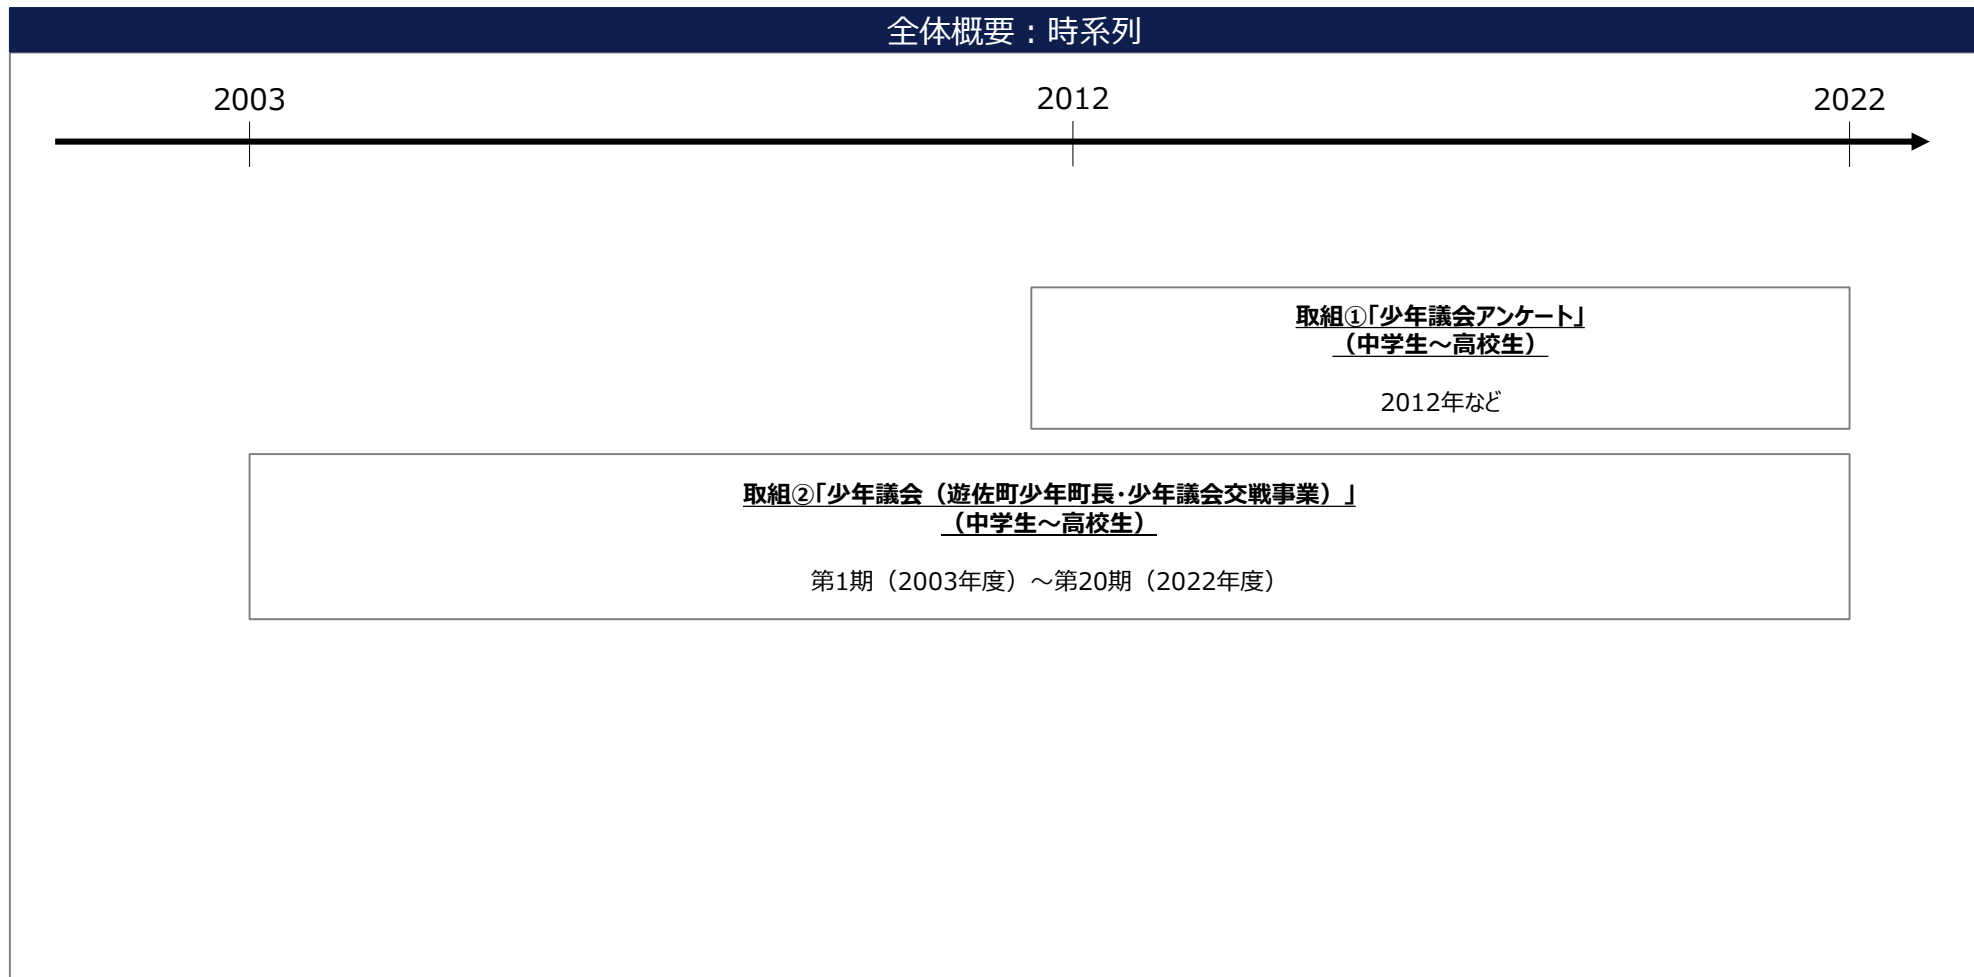 全体概要：時系列
2003
2012
2022
取組①「少年議会アンケート」
（中学生～高校生）
2012年など
取組②「少年議会（遊佐町少年町長・少年議会交戦事業）」
（中学生～高校生）
第1期（2003年度）～第20期（2022年度）